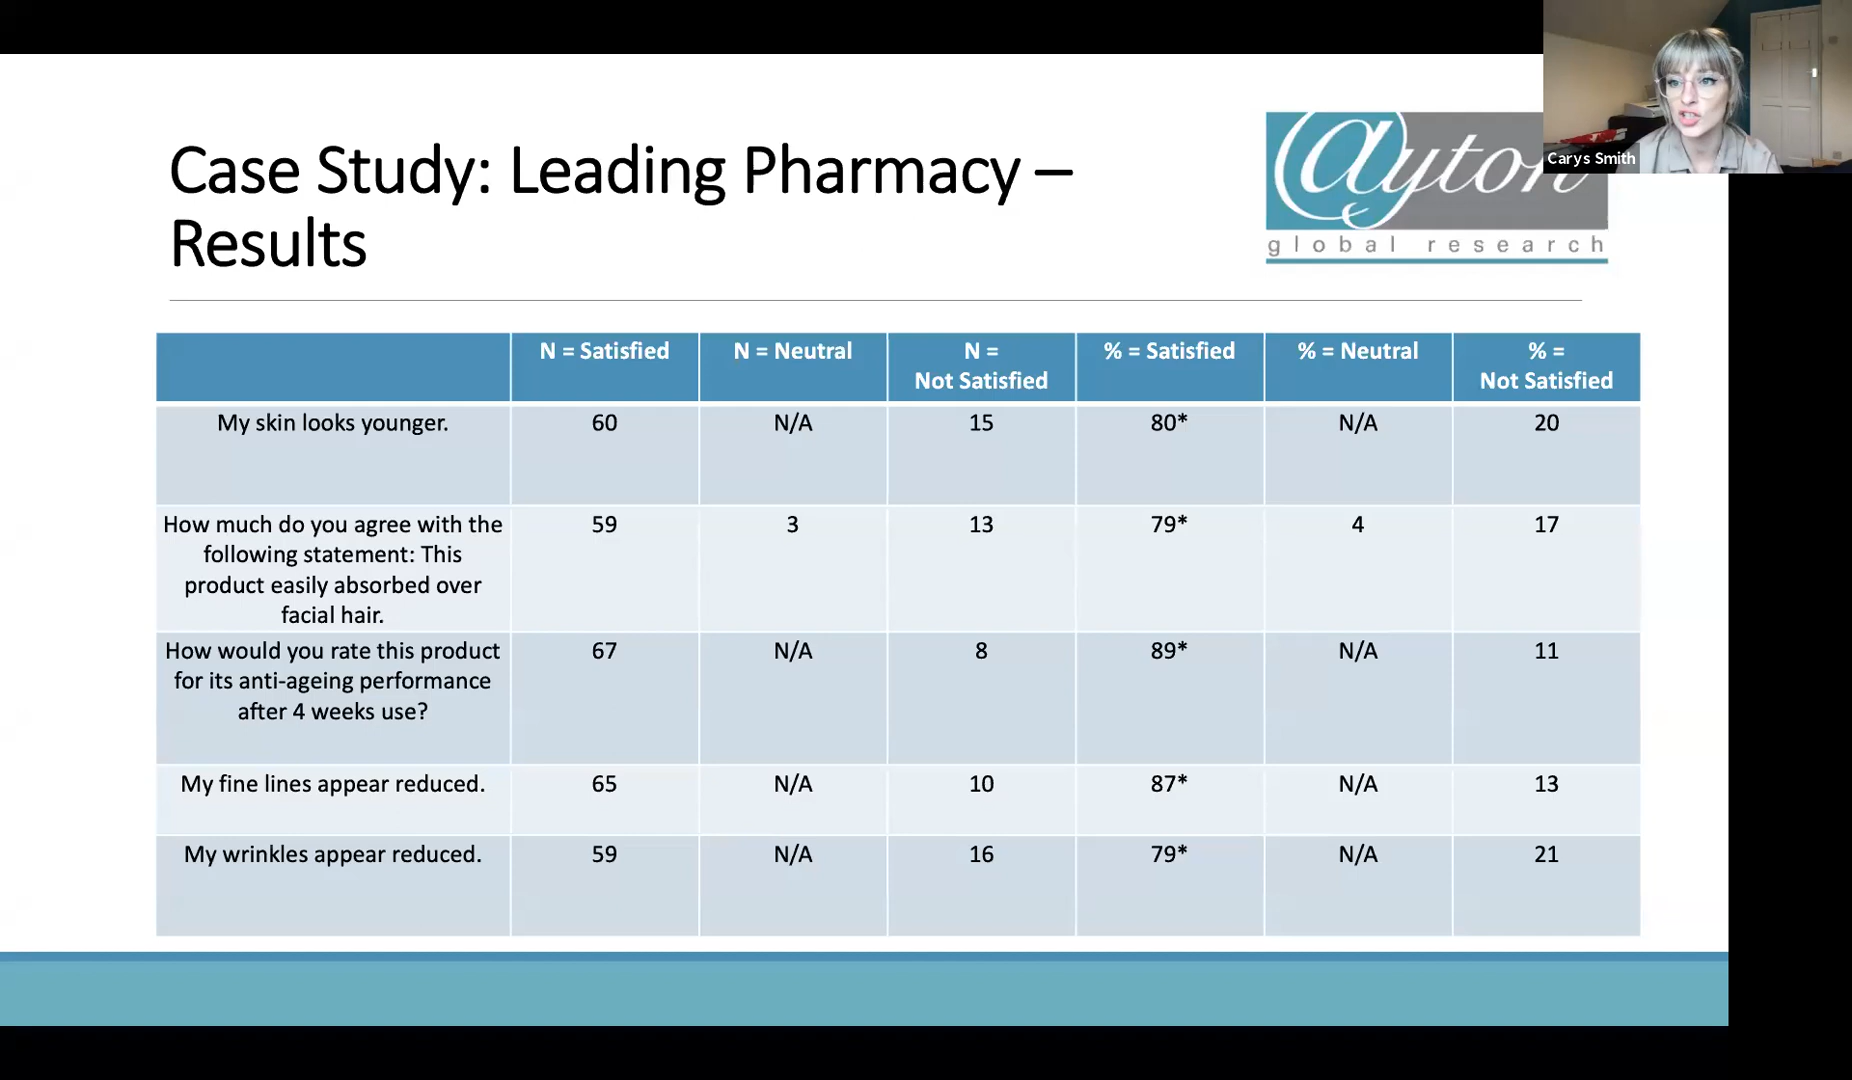 Carys Smith
@yton
global research
Case Study: Leading Pharmacy –
Results
N = Satisfied
N = Neutral
N =
Not Satisfied
% = Satisfied
% = Neutral
% =
Not Satisfied
My skin looks younger.
60
N/A
15
80*
N/A
20
How much do you agree with the
following statement: This
product easily absorbed over
facial hair.
59
3
13
79*
4
17
How would you rate this product
for its anti-ageing performance
after 4 weeks use?
67
N/A
8
89*
N/A
11
My fine lines appear reduced.
65
N/A
10
87*
N/A
13
My wrinkles appear reduced.
59
N/A
16
79*
N/A
21